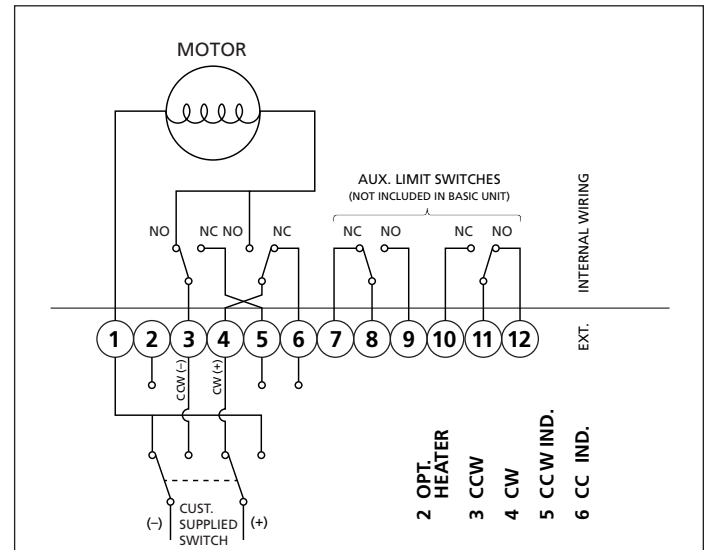 MOTOR
AUX. LIMIT SWITCHES
(NOT INCLUDED IN BASIC UNIT)
NO NC NO NC NC NO NC NO
INTERNAL WIRING
EXT.
1 2 3 4 5 6 7 8 9 10 11 12
CCW (–)
CW (+)
(–) CUST. SUPPLIED SWITCH (+)
2 OPT. HEATER
3 CCW
4 CW
5 CC W IND.
6 CC IND.